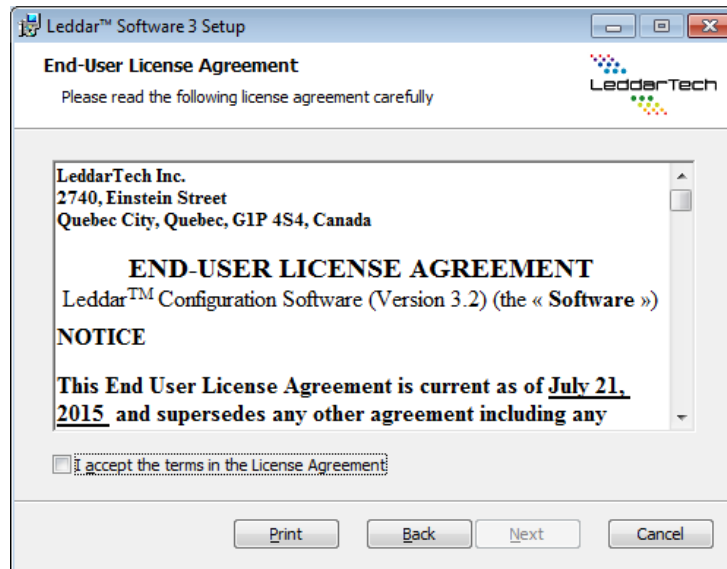 Leddar™ Software 3 Setup
End-User License Agreement
Please read the following license agreement carefully
LeddarTech
LeddarTech Inc.
2740, Einstein Street
Quebec City, Quebec, G1P 4S4, Canada
END-USER LICENSE AGREEMENT
Leddar™ Configuration Software (Version 3.2) (the « Software »)
NOTICE
This End User License Agreement is current as of July 21,
2015 and supersedes any other agreement including any
I accept the terms in the License Agreement
Print Back Next Cancel